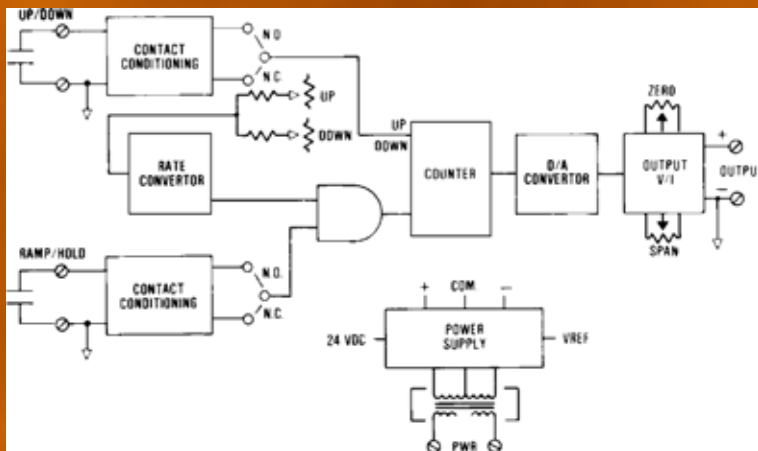 UP/DOWN
CONTACT
CONDITIONING
N.O.
N.C.
UP
DOWN
RATE
CONVERTOR
UP
DOWN
COUNTER
D/A
CONVERTOR
ZERO
OUTPUT
V/I
SPAN
+
OUTPUT
−
RAMP/HOLD
CONTACT
CONDITIONING
N.O.
N.C.
+ COM. −
24 VDC
POWER
SUPPLY
VREF
PWR